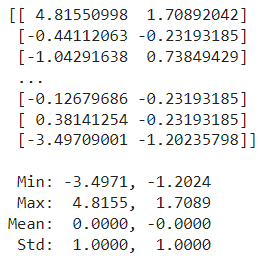 [[ 4.81550998  1.70892042]
 [-0.44112063 -0.23193185]
 [-1.04291638  0.73849429]
 ...
 [-0.12679686 -0.23193185]
 [ 0.38141254 -0.23193185]
 [-3.49709001 -1.20235798]]

 Min: -3.4971, -1.2024
 Max:  4.8155,  1.7089
Mean:  0.0000, -0.0000
 Std:  1.0000,  1.0000